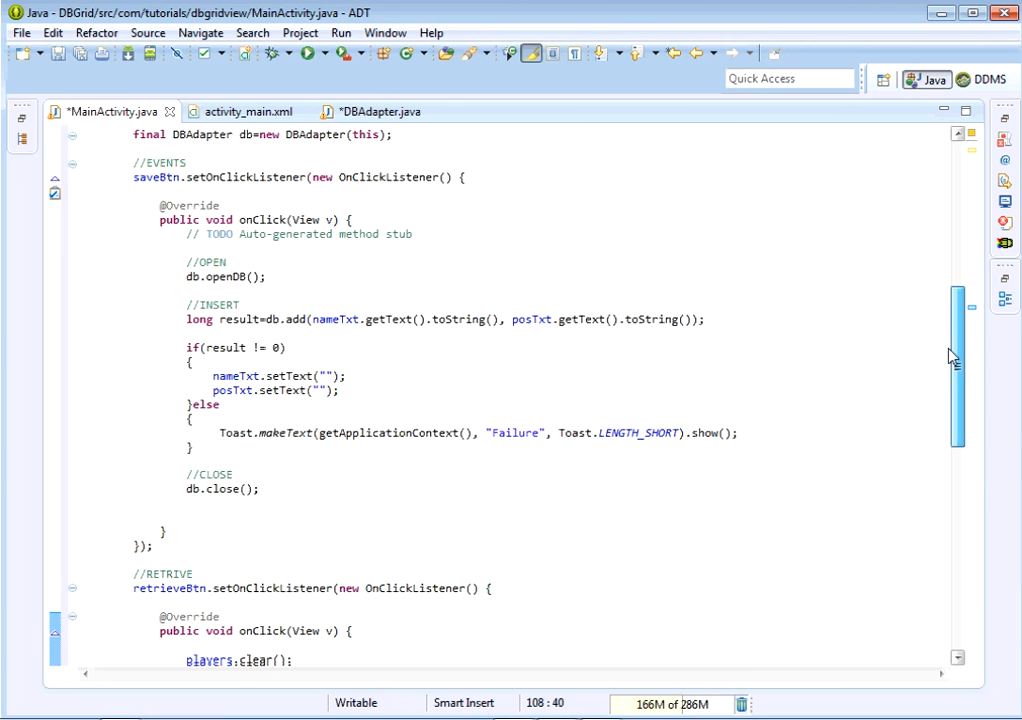 Java - DBGrid/src/com/tutorials/dbgridview/MainActivity.java - ADT
File Edit Refactor Source Navigate Search Project Run Window Help
Quick Access
Java
DDMS
*MainActivity.java
activity_main.xml
*DBAdapter.java
final DBAdapter db=new DBAdapter(this);
//EVENTS
saveBtn.setOnClickListener(new OnClickListener() {
@Override
public void onClick(View v) {
// TODO Auto-generated method stub
//OPEN
db.openDB();
//INSERT
long result=db.add(nameTxt.getText().toString(), posTxt.getText().toString());
if(result != 0)
{
nameTxt.setText("");
posTxt.setText("");
}else
{
Toast.makeText(getApplicationContext(), "Failure", Toast.LENGTH_SHORT).show();
}
//CLOSE
db.close();
}
});
//RETRIVE
retrieveBtn.setOnClickListener(new OnClickListener() {
@Override
public void onClick(View v) {
players.clear();
Writable
Smart Insert
108 : 40
166M of 286M